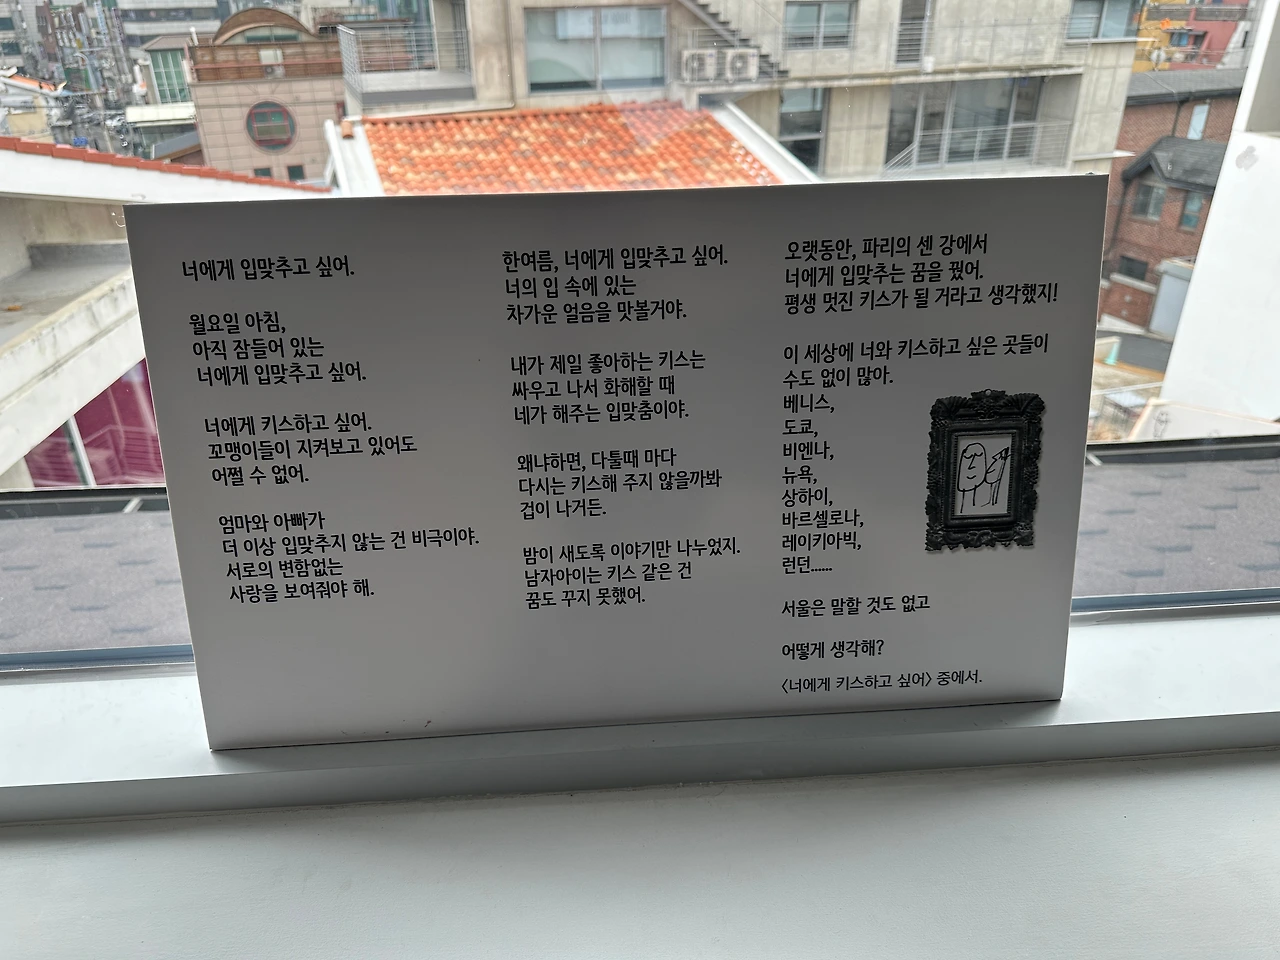 너에게 입맞추고 싶어.
월요일 아침,
아직 잠들어 있는
너에게 입맞추고 싶어.
너에게 키스하고 싶어.
꼬맹이들이 지켜보고 있어도
어쩔 수 없어.
엄마와 아빠가
더 이상 입맞추지 않는 건 비극이야.
서로의 변함없는
사랑을 보여줘야 해.
한여름, 너에게 입맞추고 싶어.
너의 입 속에 있는
차가운 얼음을 맛볼거야.
내가 제일 좋아하는 키스는
싸우고 나서 화해할 때
네가 해주는 입맞춤이야.
왜냐하면, 다툴때 마다
다시는 키스해 주지 않을까봐
겁이 나거든.
밤이 새도록 이야기만 나누었지.
남자아이는 키스 같은 건
꿈도 꾸지 못했어.
오랫동안, 파리의 센 강에서
너에게 입맞추는 꿈을 꿨어.
평생 멋진 키스가 될 거라고 생각했지!
이 세상에 너와 키스하고 싶은 곳들이
수도 없이 많아.
베니스,
도쿄,
비엔나,
뉴욕,
상하이,
바르셀로나,
레이키아빅,
런던......
서울은 말할 것도 없고
어떻게 생각해?
〈너에게 키스하고 싶어〉 중에서.